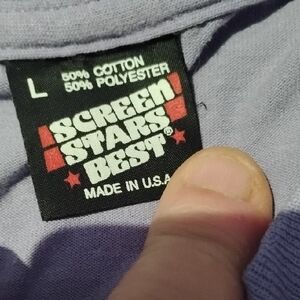 L
50% COTTON
50% POLYESTER
SCREEN
STARS
BEST®
MADE IN U.S.A